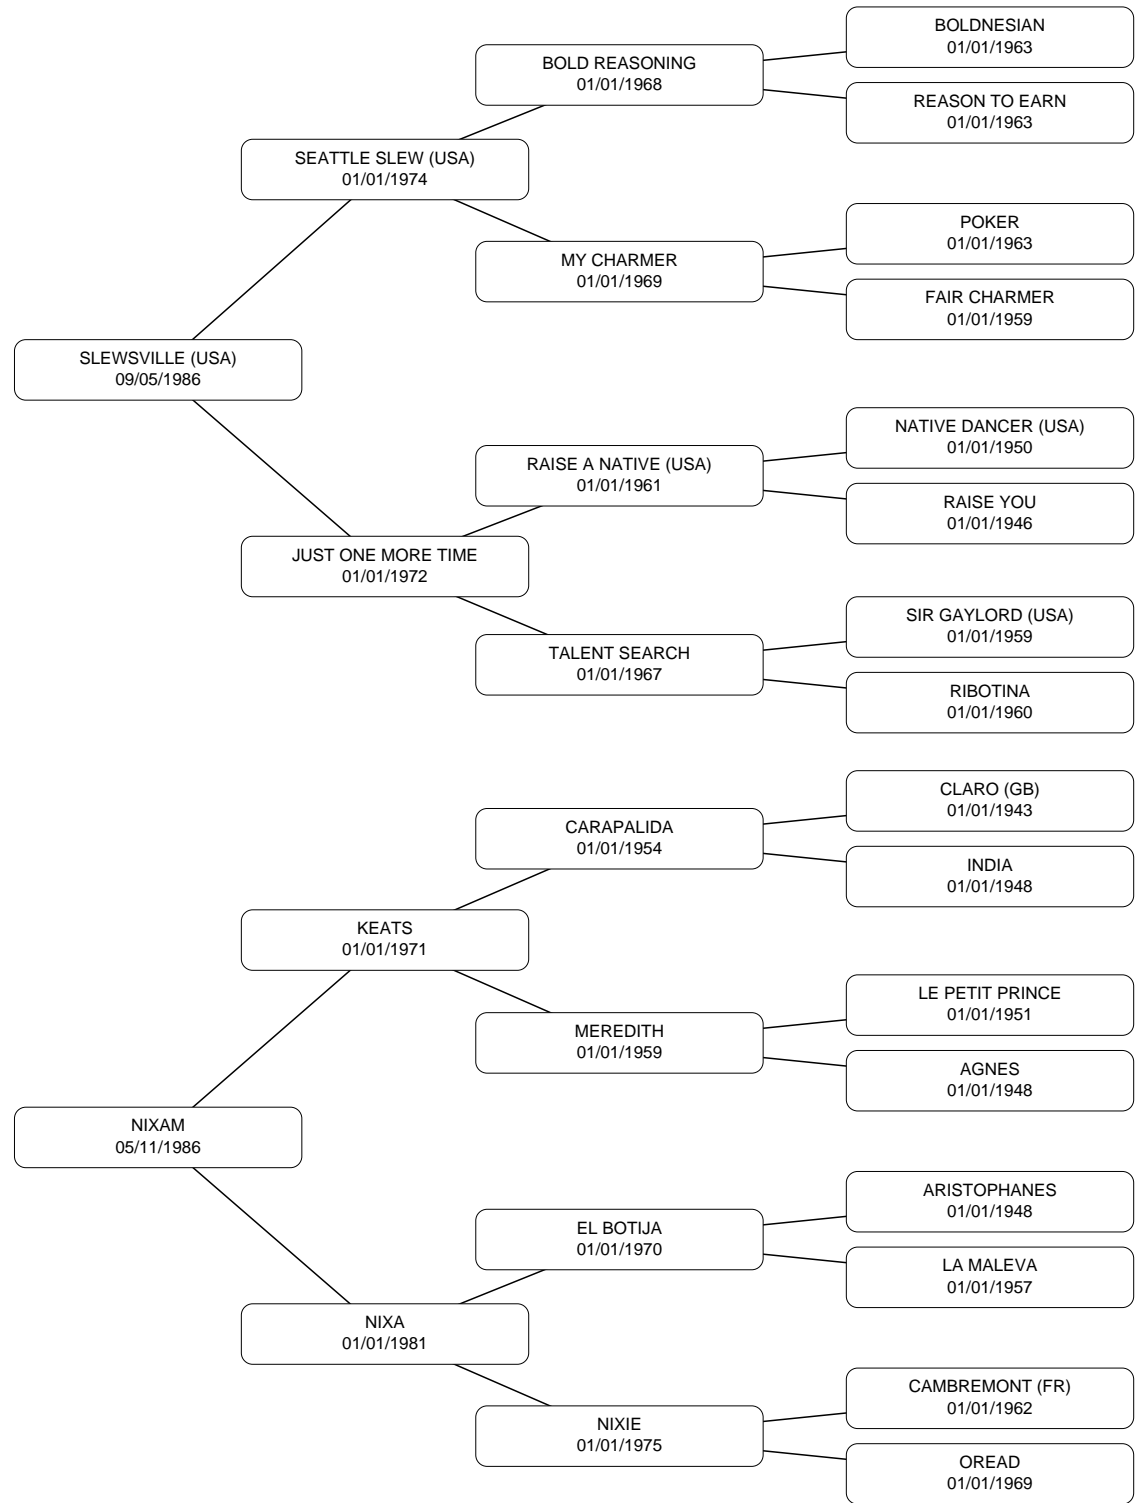 BOLDNESIAN
01/01/1963
BOLD REASONING
01/01/1968
REASON TO EARN
01/01/1963
SEATTLE SLEW (USA)
01/01/1974
POKER
01/01/1963
MY CHARMER
01/01/1969
FAIR CHARMER
01/01/1959
SLEWSVILLE (USA)
09/05/1986
NATIVE DANCER (USA)
01/01/1950
RAISE A NATIVE (USA)
01/01/1961
RAISE YOU
01/01/1946
JUST ONE MORE TIME
01/01/1972
SIR GAYLORD (USA)
01/01/1959
TALENT SEARCH
01/01/1967
RIBOTINA
01/01/1960
CLARO (GB)
01/01/1943
CARAPALIDA
01/01/1954
INDIA
01/01/1948
KEATS
01/01/1971
LE PETIT PRINCE
01/01/1951
MEREDITH
01/01/1959
AGNES
01/01/1948
NIXAM
05/11/1986
ARISTOPHANES
01/01/1948
EL BOTIJA
01/01/1970
LA MALEVA
01/01/1957
NIXA
01/01/1981
CAMBREMONT (FR)
01/01/1962
NIXIE
01/01/1975
OREAD
01/01/1969